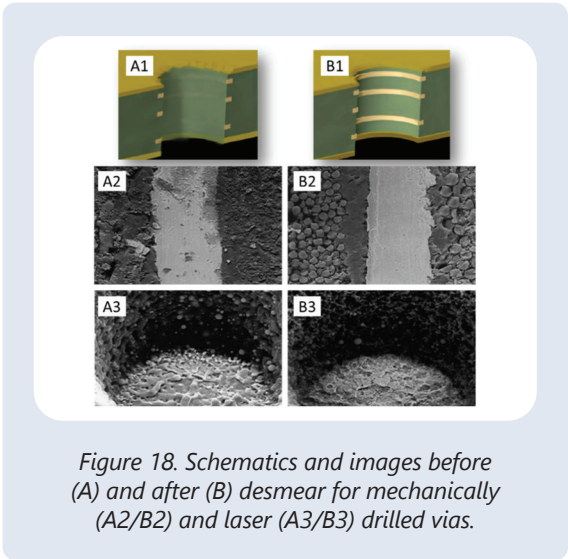 A1
B1
A2
B2
A3
B3
Figure 18. Schematics and images before
(A) and after (B) desmear for mechanically
(A2/B2) and laser (A3/B3) drilled vias.